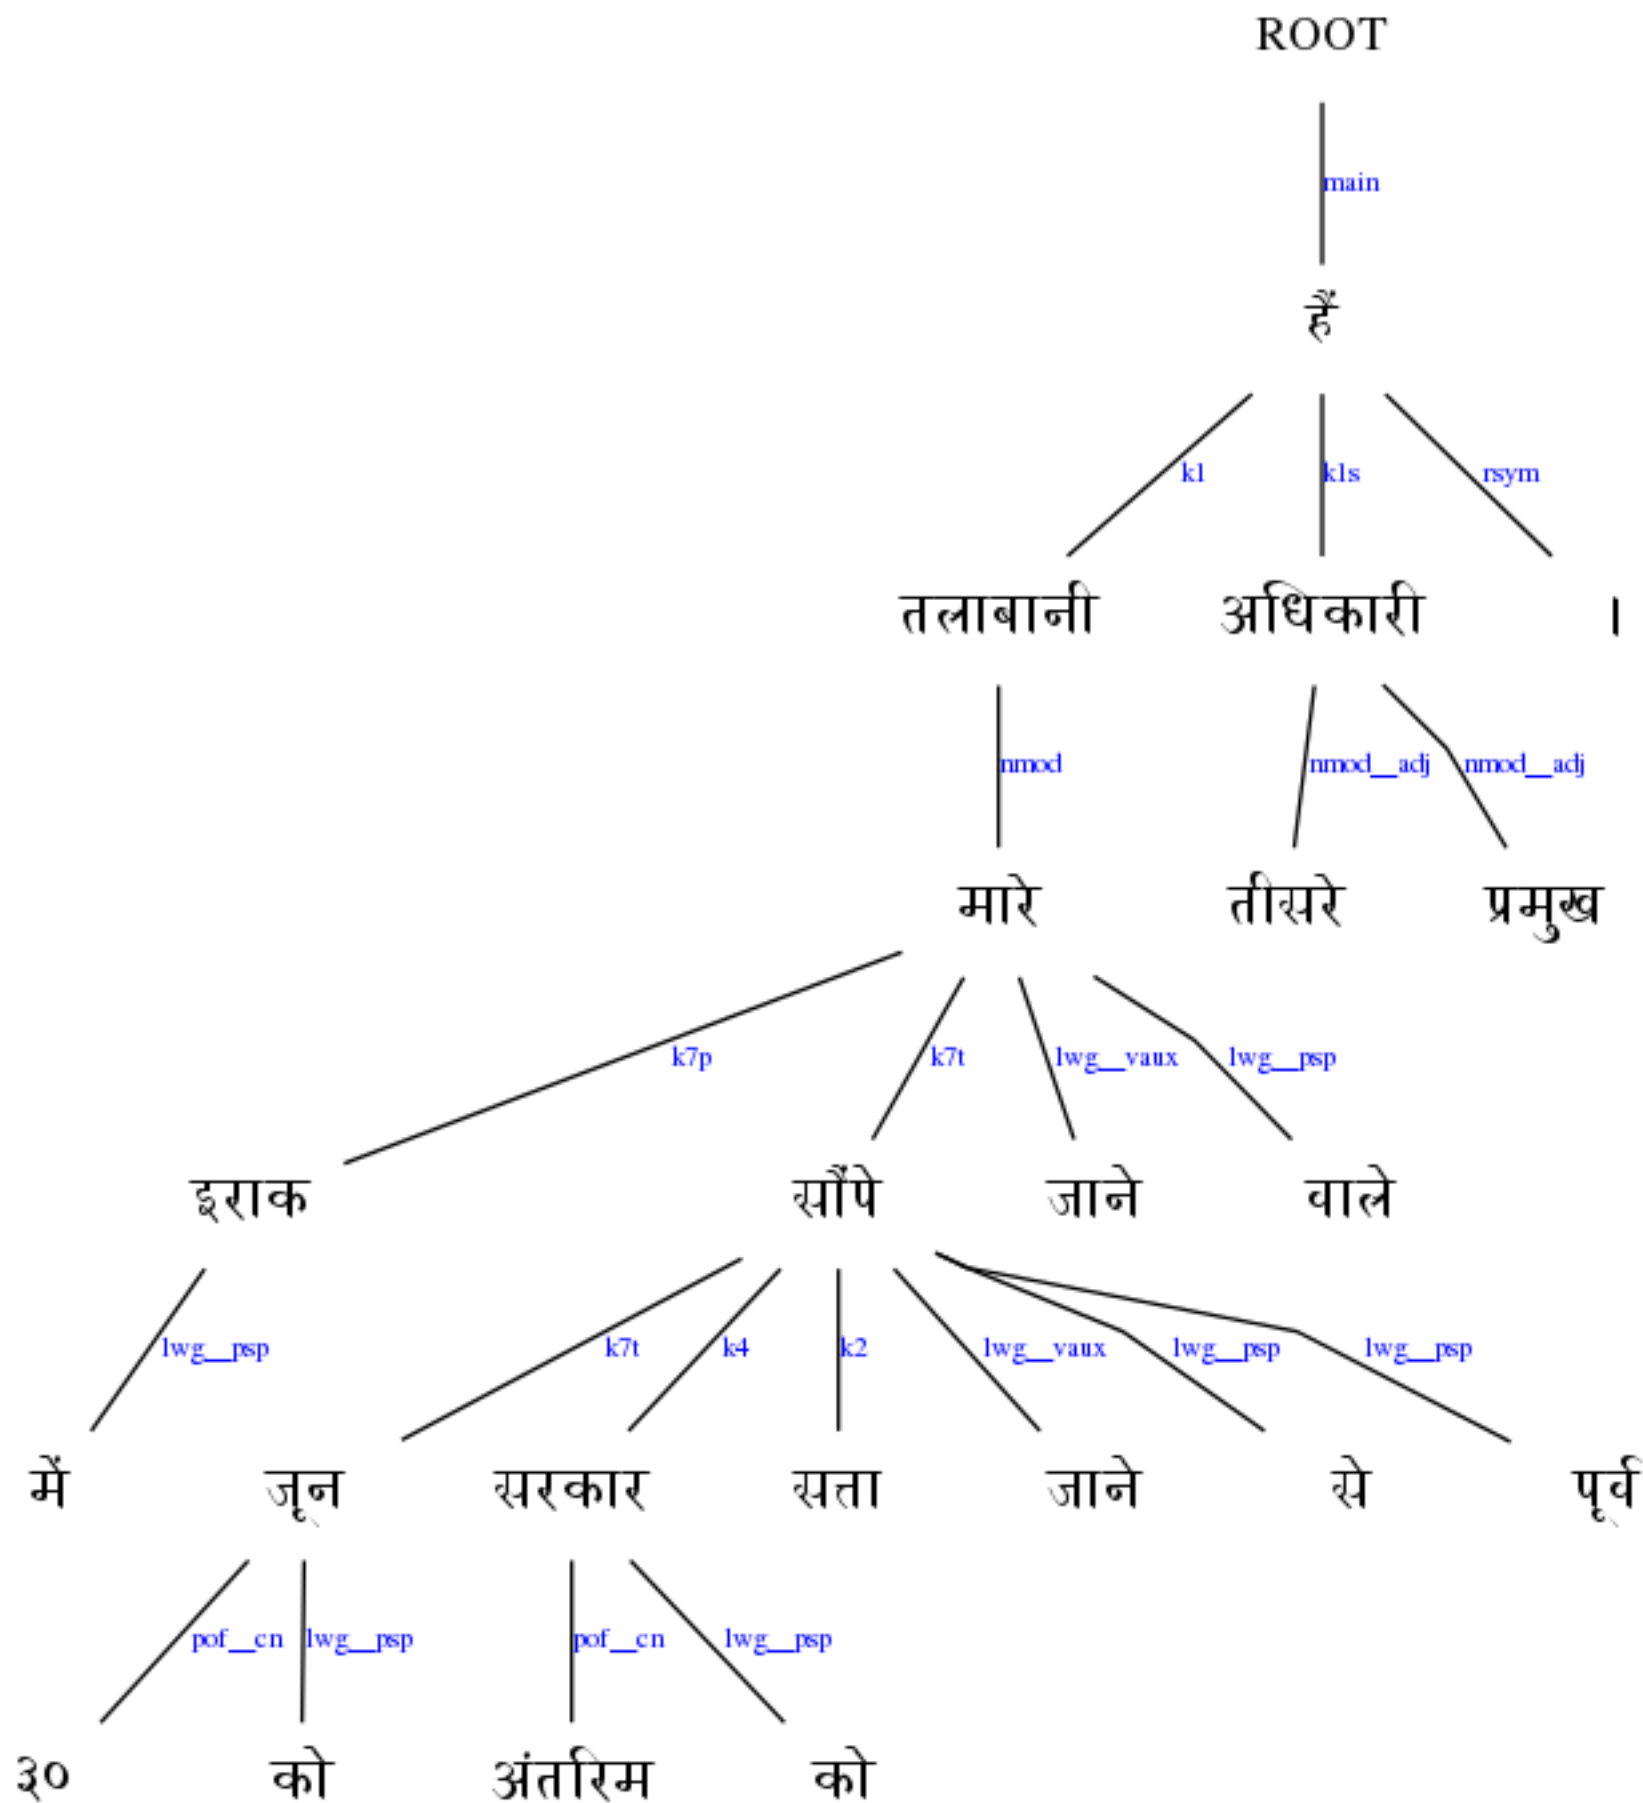 ROOT
main
हैं
k1 k1s rsym
तलाबानी अधिकारी ।
nmod nmod__adj nmod__adj
मारे तीसरे प्रमुख
k7p k7t lwg__vaux lwg__psp
इराक सौंपे जाने वाले
lwg__psp k7t k4 k2 lwg__vaux lwg__psp lwg__psp
में जून सरकार सत्ता जाने से पूर्व
pof__cn lwg__psp pof__cn lwg__psp
३० को अंतरिम को